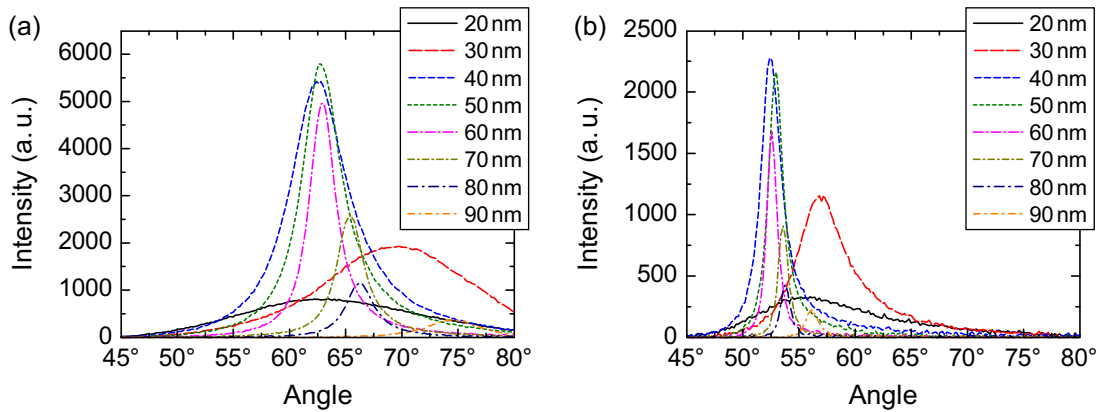 (a)
Intensity (a. u.)
6000
5000
4000
3000
2000
1000
0
45° 50° 55° 60° 65° 70° 75° 80°
Angle
20 nm
30 nm
40 nm
50 nm
60 nm
70 nm
80 nm
90 nm
(b)
Intensity (a. u.)
2500
2000
1500
1000
500
0
45° 50° 55° 60° 65° 70° 75° 80°
Angle
20 nm
30 nm
40 nm
50 nm
60 nm
70 nm
80 nm
90 nm